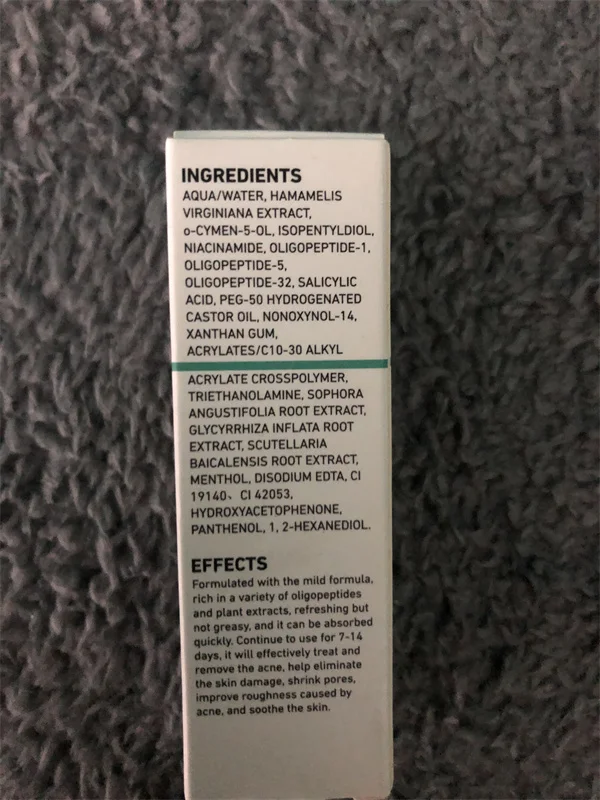 INGREDIENTS
AQUA/WATER, HAMAMELIS
VIRGINIANA EXTRACT,
o-CYMEN-5-OL, ISOPENTYLDIOL,
NIACINAMIDE, OLIGOPEPTIDE-1,
OLIGOPEPTIDE-5,
OLIGOPEPTIDE-32, SALICYLIC
ACID, PEG-50 HYDROGENATED
CASTOR OIL, NONOXYNOL-14,
XANTHAN GUM,
ACRYLATES/C10-30 ALKYL
ACRYLATE CROSSPOLYMER,
TRIETHANOLAMINE, SOPHORA
ANGUSTIFOLIA ROOT EXTRACT,
GLYCYRRHIZA INFLATA ROOT
EXTRACT, SCUTELLARIA
BAICALENSIS ROOT EXTRACT,
MENTHOL, DISODIUM EDTA, CI
19140、CI 42053,
HYDROXYACETOPHENONE,
PANTHENOL, 1, 2-HEXANEDIOL.
EFFECTS
Formulated with the mild formula,
rich in a variety of oligopeptides
and plant extracts, refreshing but
not greasy, and it can be absorbed
quickly. Continue to use for 7-14
days, it will effectively treat and
remove the acne, help eliminate
the skin damage, shrink pores,
improve roughness caused by
acne, and soothe the skin.